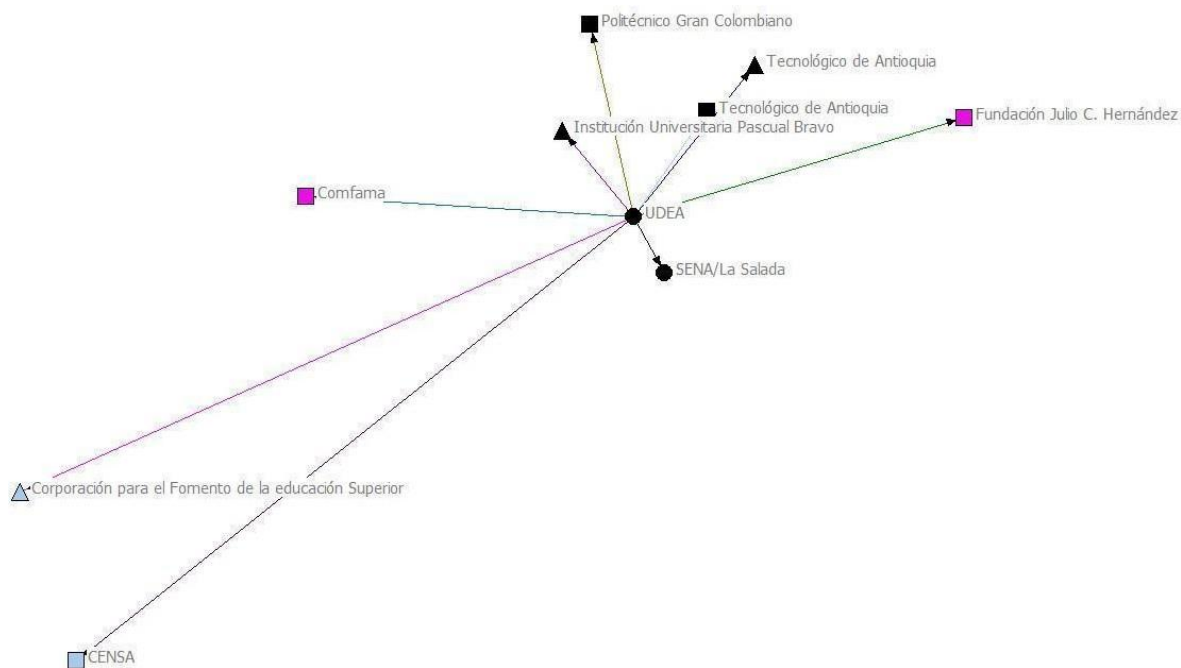 Politécnico Gran Colombiano
Tecnológico de Antioquia
Tecnológico de Antioquia
Fundación Julio C. Hernández
Institución Universitaria Pascual Bravo
Comfama
UDEA
SENA/La Salada
Corporación para el Fomento de la educación Superior
CENSA